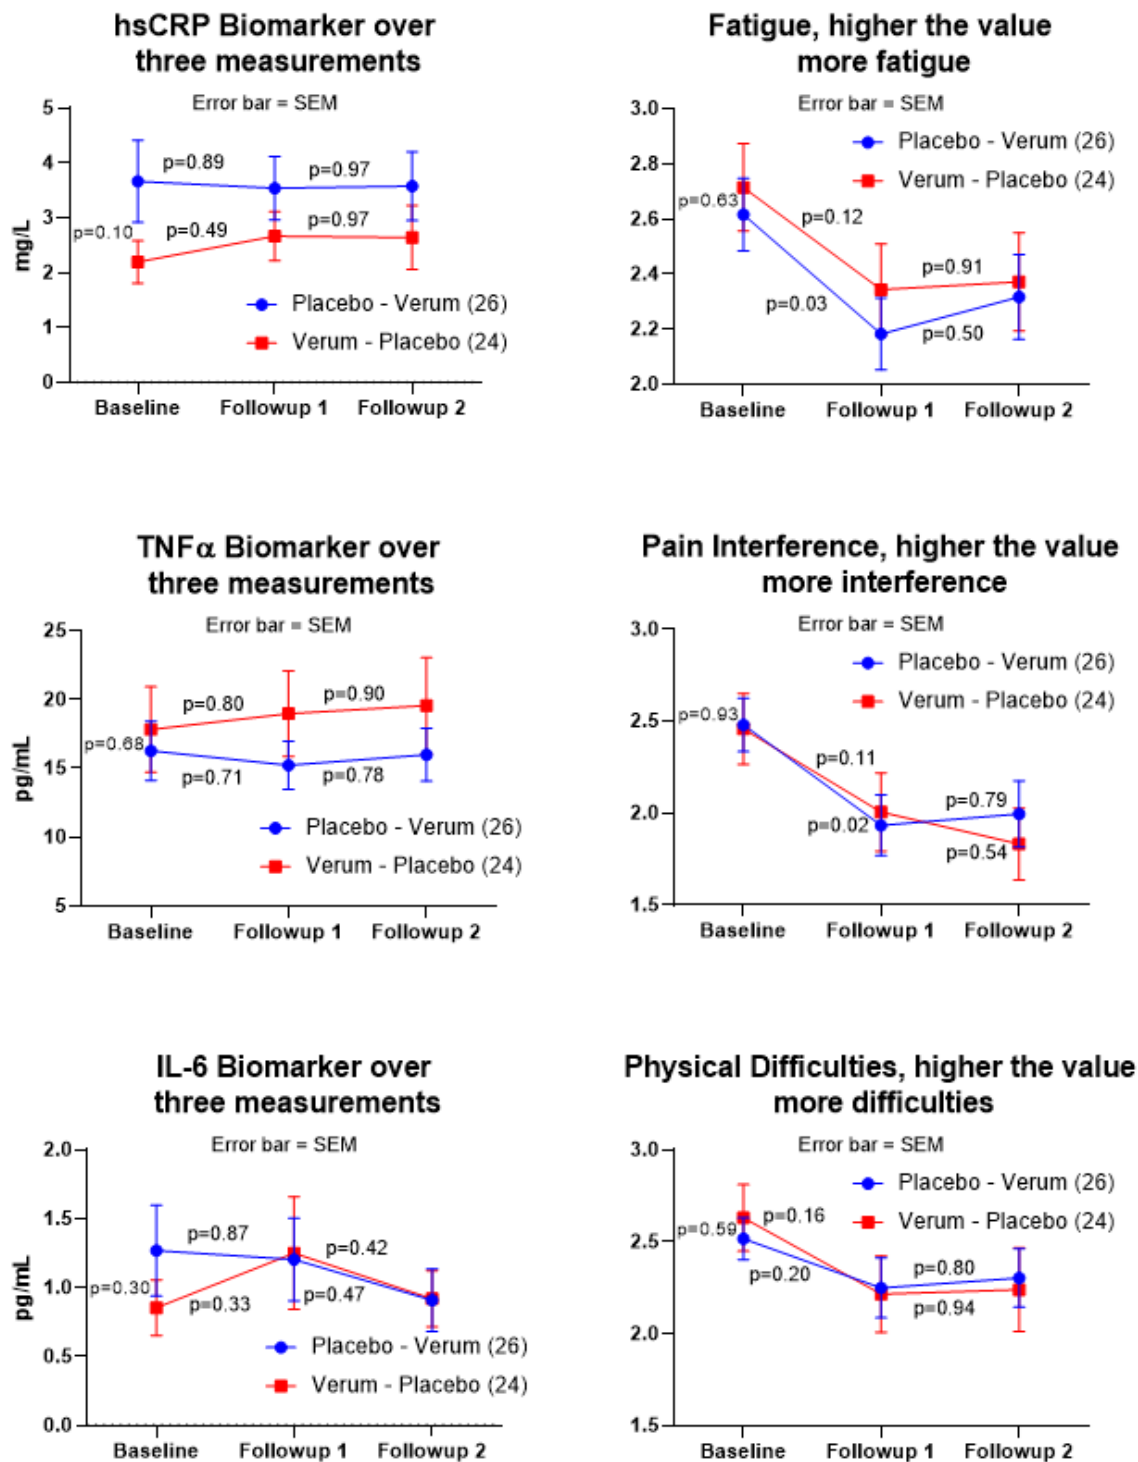 hsCRP Biomarker over
three measurements
Error bar = SEM
5
4
3
2
1
0
mg/L
p=0.89
p=0.97
p=0.10
p=0.49
p=0.97
Placebo - Verum (26)
Verum - Placebo (24)
Baseline Followup 1 Followup 2
Fatigue, higher the value
more fatigue
Error bar = SEM
3.0
2.8
2.6
2.4
2.2
2.0
Placebo - Verum (26)
Verum - Placebo (24)
p=0.63
p=0.12
p=0.91
p=0.03
p=0.50
Baseline Followup 1 Followup 2
TNFα Biomarker over
three measurements
Error bar = SEM
25
20
15
10
5
pg/mL
p=0.80
p=0.90
p=0.68
p=0.71
p=0.78
Placebo - Verum (26)
Verum - Placebo (24)
Baseline Followup 1 Followup 2
Pain Interference, higher the value
more interference
Error bar = SEM
3.0
2.5
2.0
1.5
Placebo - Verum (26)
Verum - Placebo (24)
p=0.93
p=0.11
p=0.79
p=0.02
p=0.54
Baseline Followup 1 Followup 2
IL-6 Biomarker over
three measurements
Error bar = SEM
2.0
1.5
1.0
0.5
0.0
pg/mL
p=0.87
p=0.42
p=0.30
p=0.33
p=0.47
Placebo - Verum (26)
Verum - Placebo (24)
Baseline Followup 1 Followup 2
Physical Difficulties, higher the value
more difficulties
Error bar = SEM
3.0
2.5
2.0
1.5
Placebo - Verum (26)
Verum - Placebo (24)
p=0.59
p=0.16
p=0.20
p=0.80
p=0.94
Baseline Followup 1 Followup 2